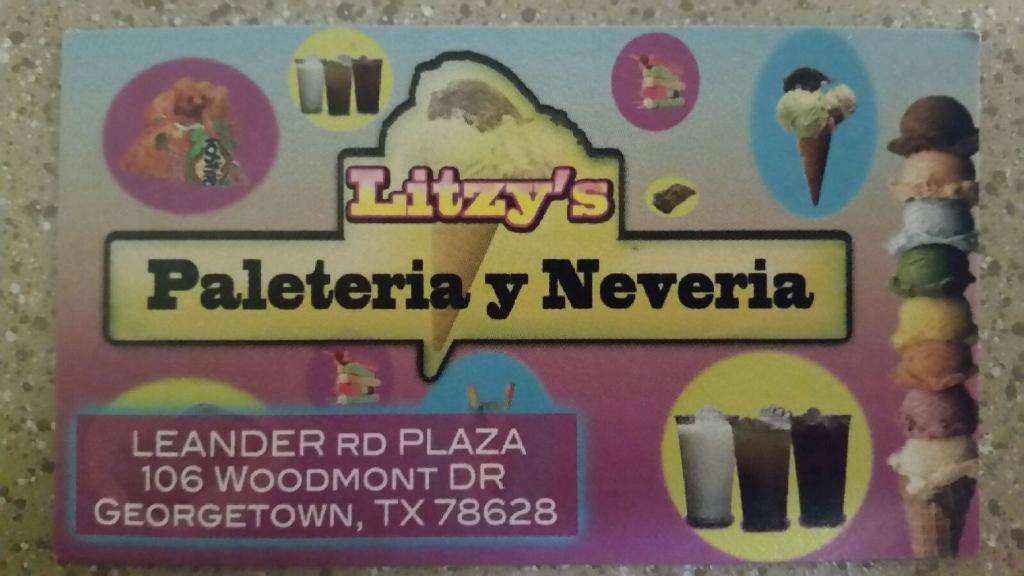 Litzy's
Paleteria y Neveria
LEANDER RD PLAZA
106 WOODMONT DR
GEORGETOWN, TX 78628